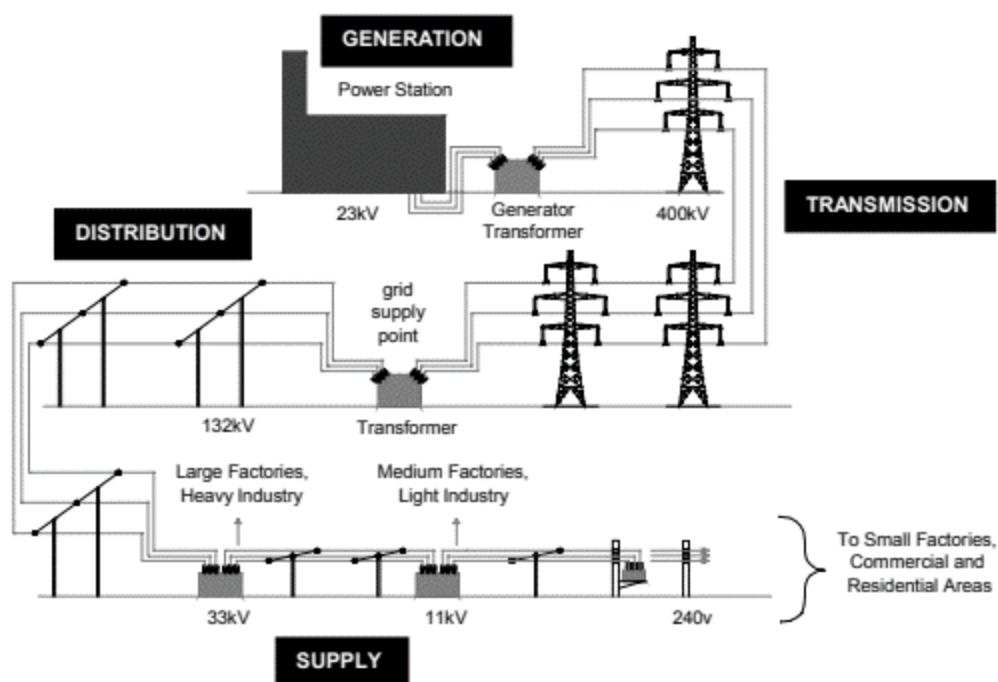 GENERATION
Power Station
23kV
Generator
Transformer
400kV
TRANSMISSION
DISTRIBUTION
grid
supply
point
132kV
Transformer
Large Factories,
Heavy Industry
Medium Factories,
Light Industry
To Small Factories,
Commercial and
Residential Areas
33kV
11kV
240v
SUPPLY